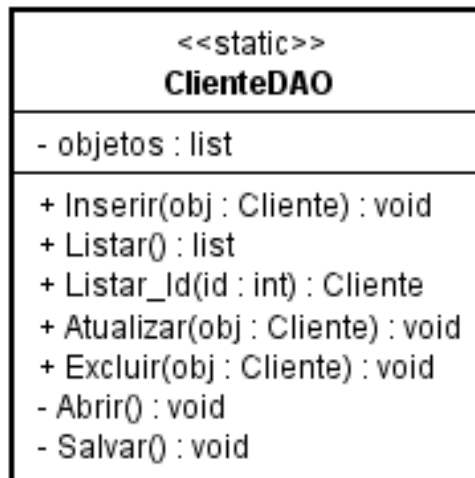 <<static>>
ClienteDAO
- objetos : list
+ Inserir(obj : Cliente) : void
+ Listar() : list
+ Listar_Id(id : int) : Cliente
+ Atualizar(obj : Cliente) : void
+ Excluir(obj : Cliente) : void
- Abrir() : void
- Salvar() : void